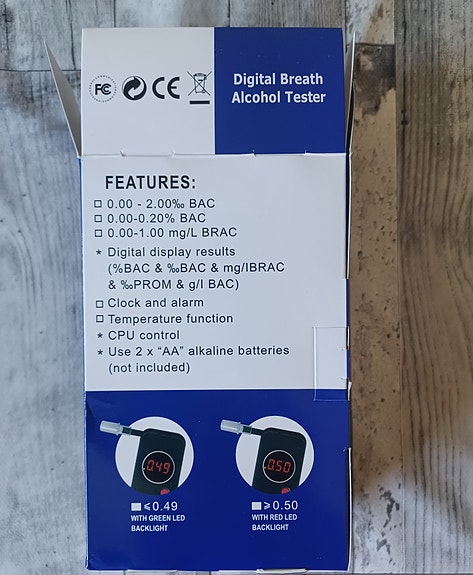 FC
CE
Digital Breath
Alcohol Tester
FEATURES:
□ 0.00 - 2.00‰ BAC
□ 0.00-0.20% BAC
□ 0.00-1.00 mg/L BRAC
* Digital display results
(%BAC & ‰BAC & mg/lBRAC
& ‰PROM & g/l BAC)
□ Clock and alarm
□ Temperature function
* CPU control
* Use 2 x “AA” alkaline batteries
(not included)
0.49
0.50
≤0.49
WITH GREEN LED
BACKLIGHT
≥0.50
WITH RED LED
BACKLIGHT